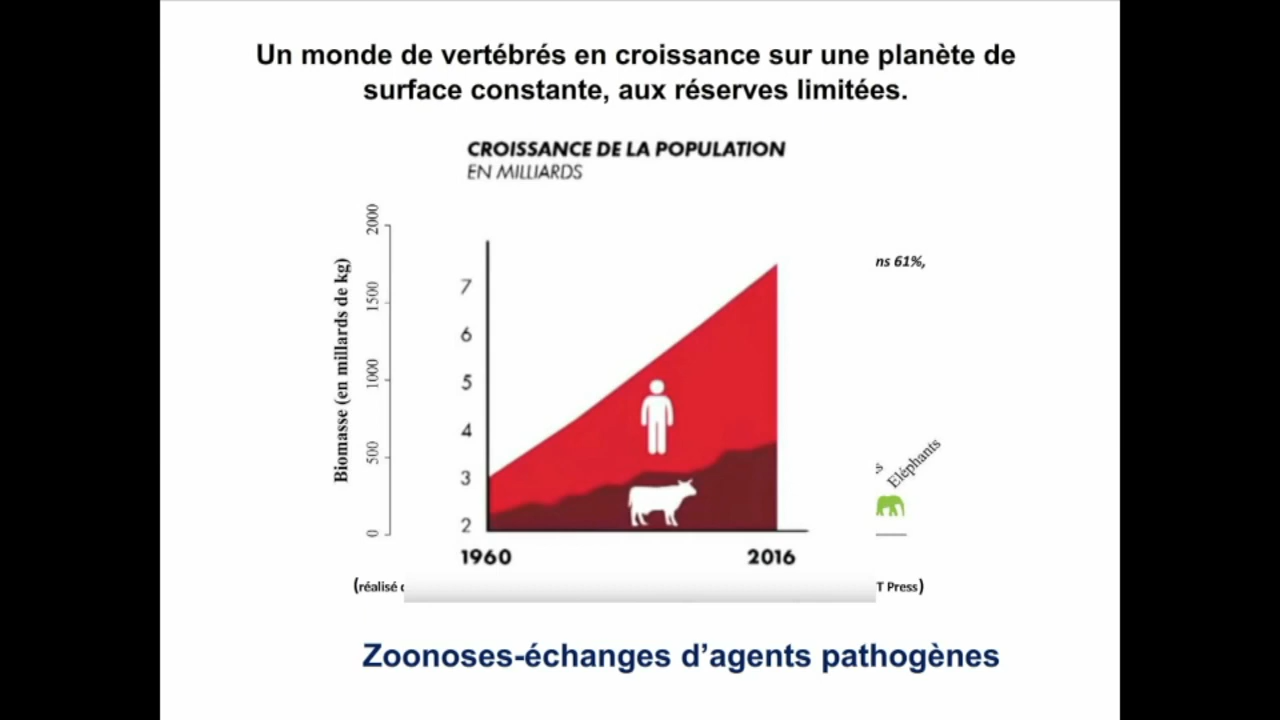 Un monde de vertébrés en croissance sur une planète de
surface constante, aux réserves limitées.
CROISSANCE DE LA POPULATION
EN MILLIARDS
Biomasse (en millards de kg)
2000
1500
1000
500
0
7
6
5
4
3
2
1960
2016
ns 61%,
s
Eléphants
(réalisé
T Press)
Zoonoses-échanges d’agents pathogènes